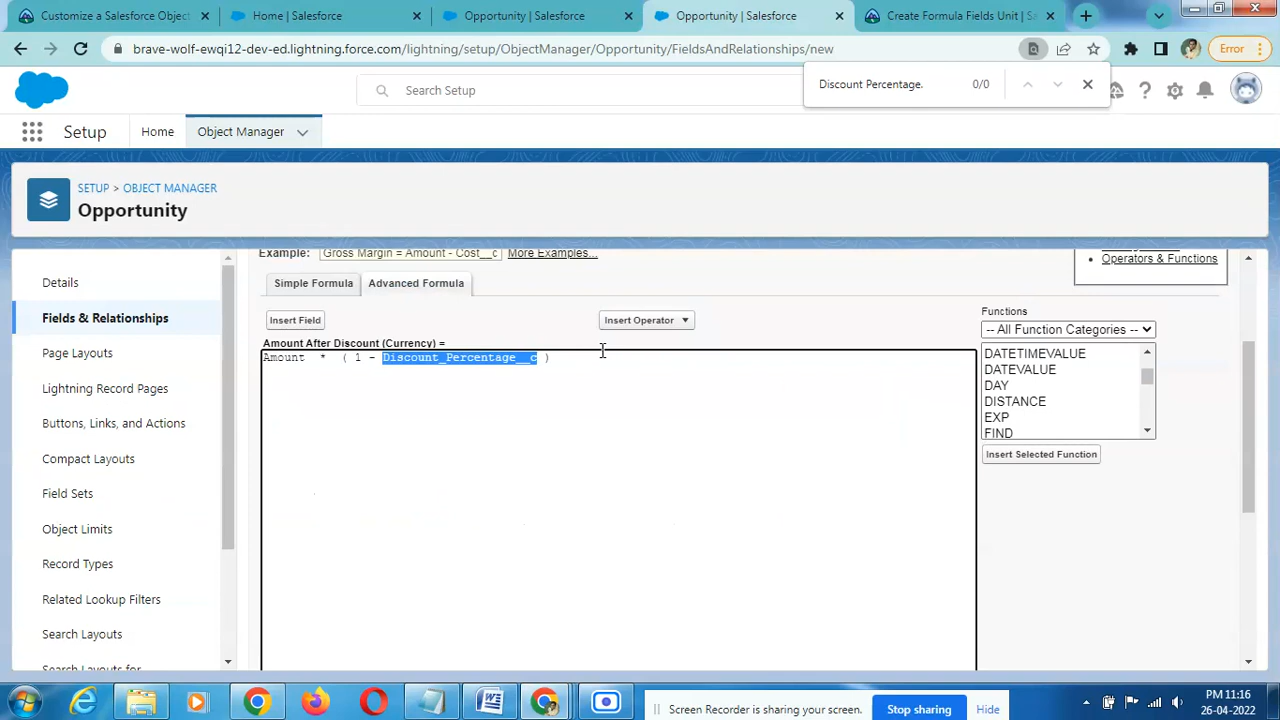 Customize a Salesforce Object
Home | Salesforce
Opportunity | Salesforce
Opportunity | Salesforce
Create Formula Fields Unit | Sa
brave-wolf-ewqi12-dev-ed.lightning.force.com/lightning/setup/ObjectManager/Opportunity/FieldsAndRelationships/new
Error
Discount Percentage.
0/0
Search Setup
Setup
Home
Object Manager
SETUP > OBJECT MANAGER
Opportunity
Details
Fields & Relationships
Page Layouts
Lightning Record Pages
Buttons, Links, and Actions
Compact Layouts
Field Sets
Object Limits
Record Types
Related Lookup Filters
Search Layouts
Search Layouts for
Example:
Gross Margin = Amount - Cost__c
More Examples...
Operators & Functions
Simple Formula
Advanced Formula
Insert Field
Insert Operator
Amount After Discount (Currency) =
Amount * ( 1 - Discount_Percentage__c )
Functions
-- All Function Categories --
DATETIMEVALUE
DATEVALUE
DAY
DISTANCE
EXP
FIND
Insert Selected Function
Screen Recorder is sharing your screen.
Stop sharing
Hide
PM 11:16
26-04-2022